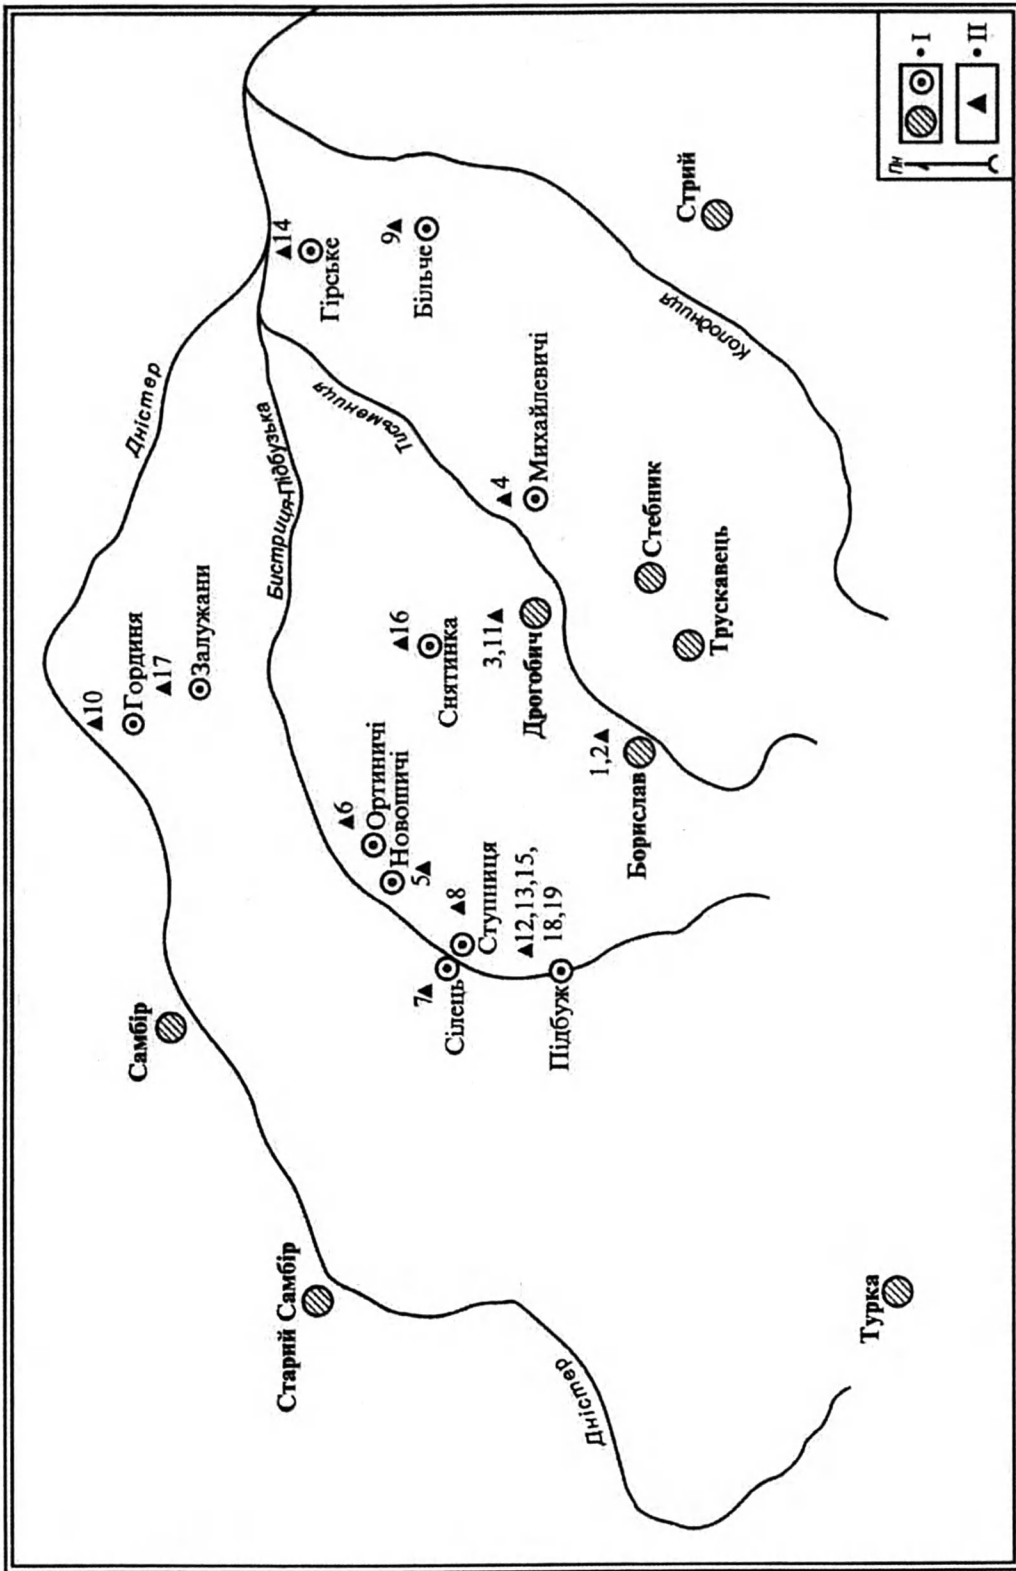 Пн
• I
• II
Дністер
▲10
Гординя
▲17
Залужани
Самбір
Старий Самбір
Дністер
Турка
Бистриця-Підбузька
▲14
Гірське
9▲
Більче
Тисьмениця
Колодниця
Стрий
▲4
Михайлевичі
Стебник
Трускавець
▲16
Снятинка
3,11▲
Дрогобич
1,2▲
Борислав
▲6
Ортиничі
Новошичі
5▲
▲8
Ступниця
7▲
Сілець
▲12,13,15,
18,19
Підбуж